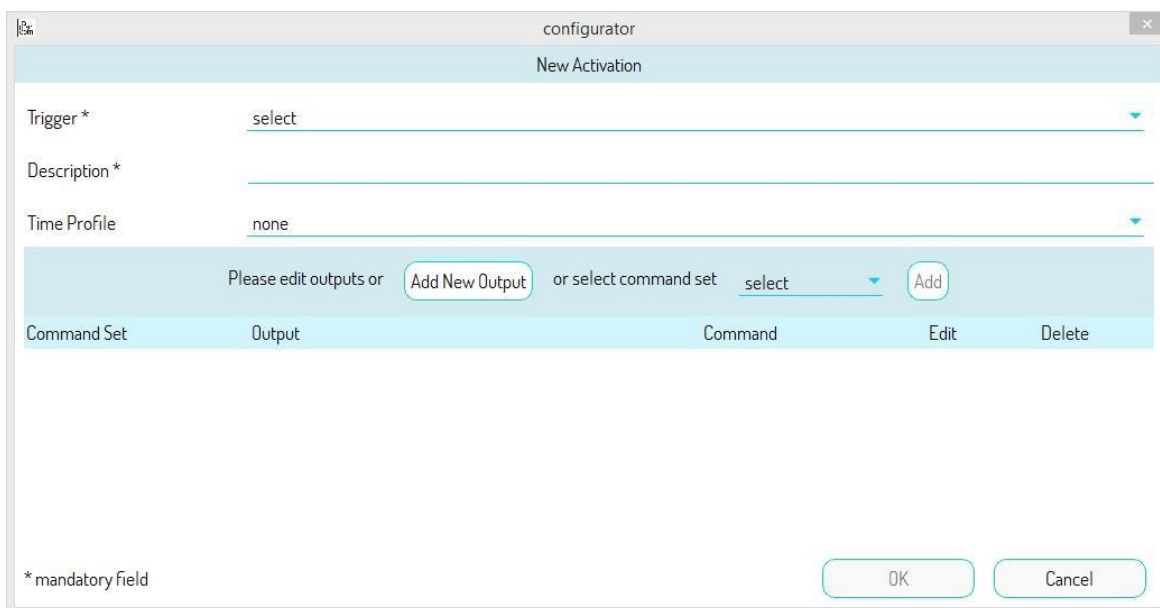 configurator
New Activation
Trigger * select
Description *
Time Profile none
Please edit outputs or Add New Output or select command set select Add
Command Set Output Command Edit Delete
* mandatory field OK Cancel